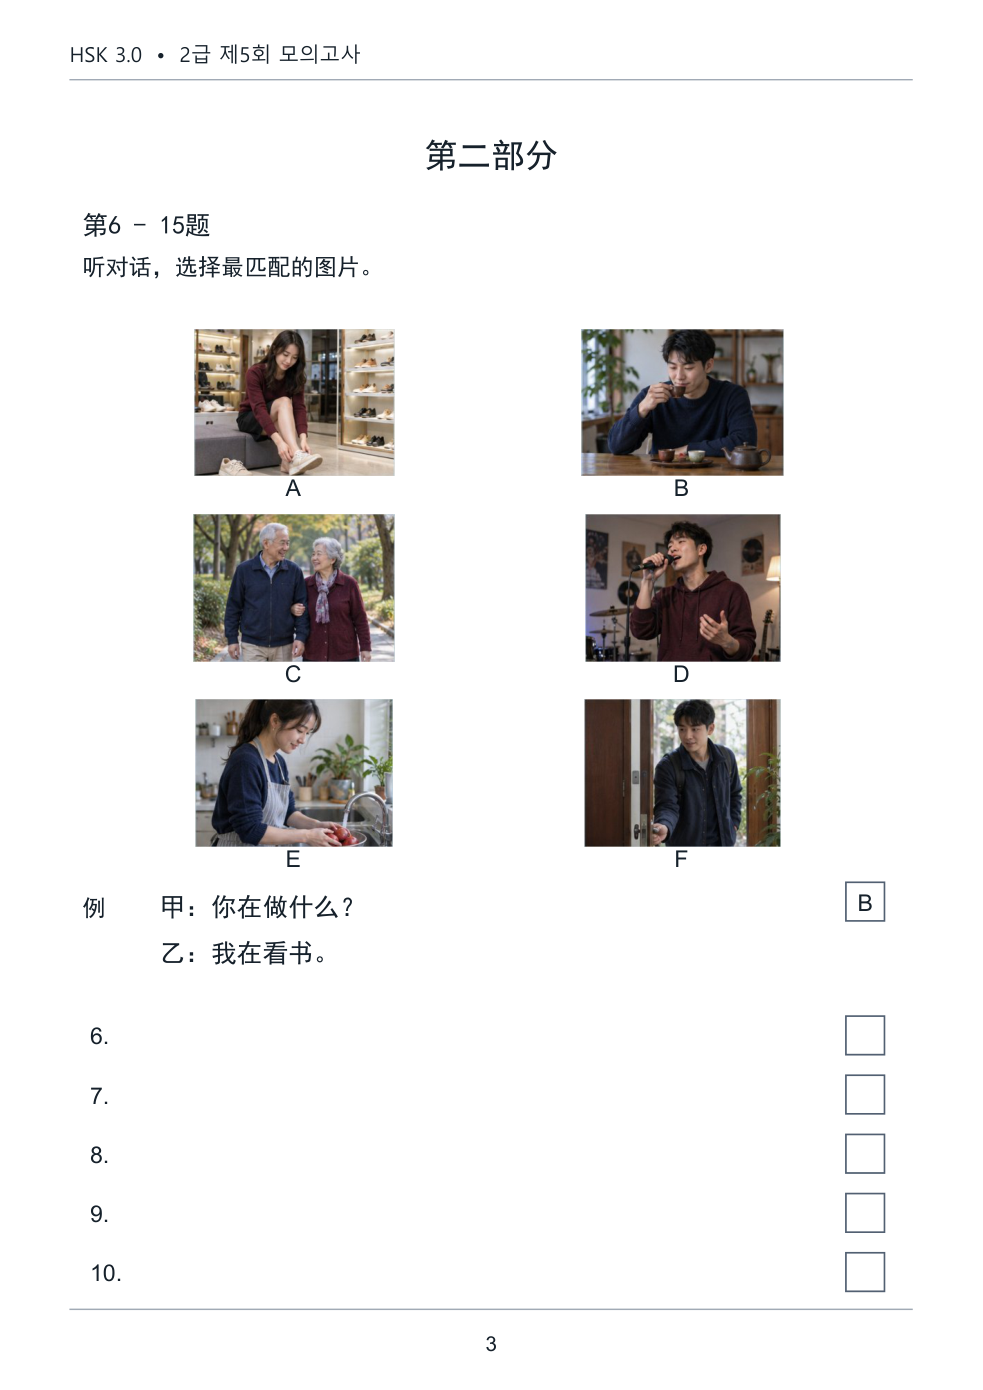 HSK 3.0 • 2급 제5회 모의고사
第二部分
第6 - 15题
听对话，选择最匹配的图片。
A
B
C
D
E
F
例 甲：你在做什么？ B
乙：我在看书。
6.
7.
8.
9.
10.
3